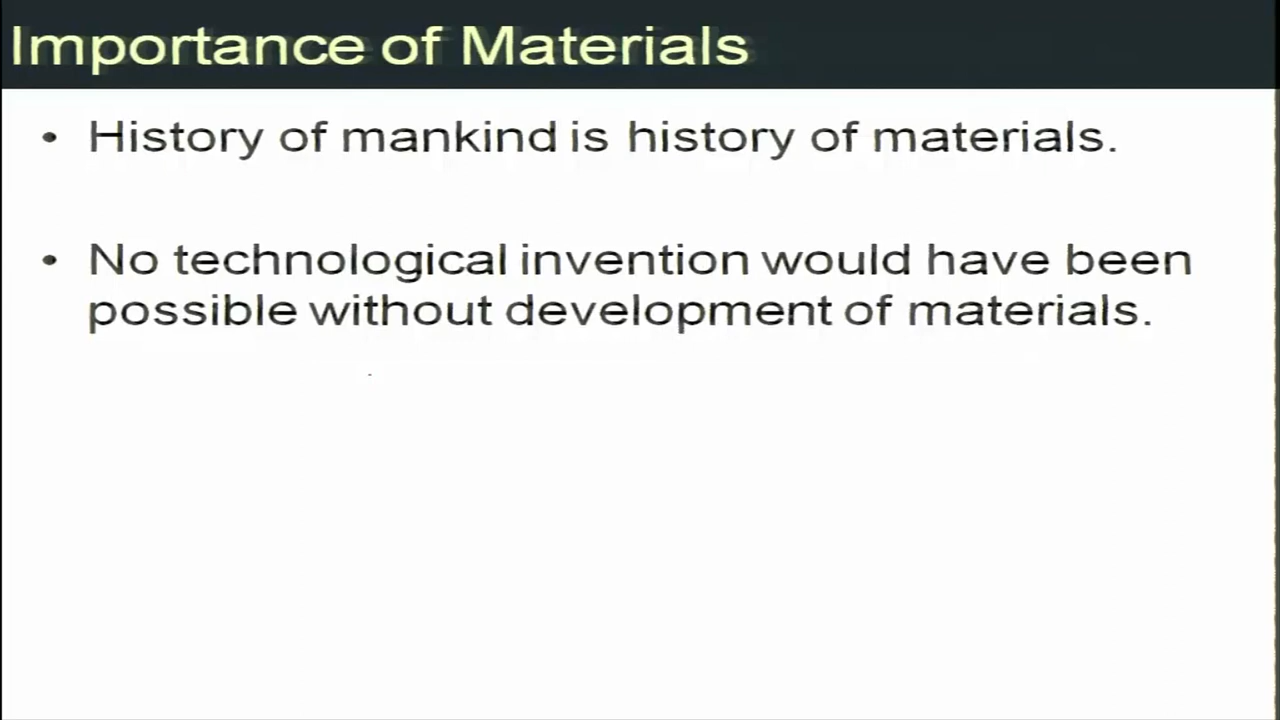 Importance of Materials
• History of mankind is history of materials.
• No technological invention would have been
possible without development of materials.